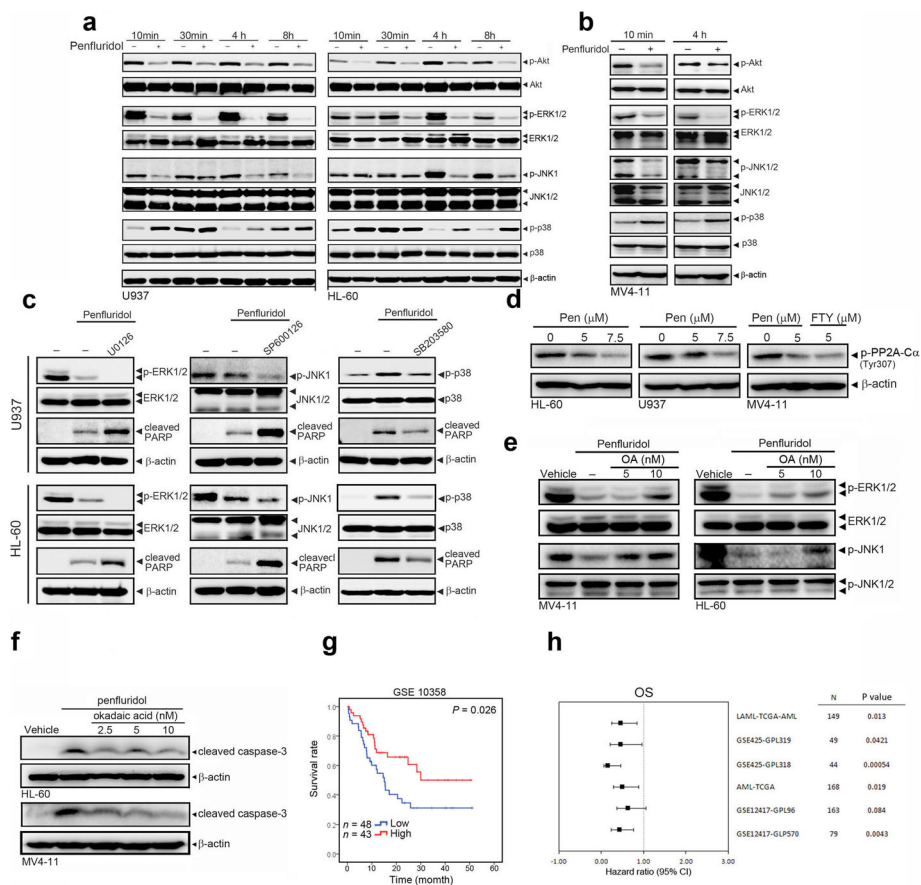 a
10min 30min 4 h 8h 10min 30min 4 h 8h
Penfluridol – + – + – + – + – + – + – + – +
p-Akt
Akt
p-ERK1/2
ERK1/2
p-JNK1
JNK1/2
p-p38
p38
β-actin
U937 HL-60
b
10 min 4 h
Penfluridol – + – +
p-Akt
Akt
p-ERK1/2
ERK1/2
p-JNK1/2
JNK1/2
p-p38
p38
β-actin
MV4-11
c
Penfluridol Penfluridol Penfluridol
– – U0126 – – SP600126 – – SB203580
U937
p-ERK1/2 p-JNK1 p-p38
ERK1/2 JNK1/2 p38
cleaved PARP cleaved PARP cleaved PARP
β-actin β-actin β-actin
HL-60
p-ERK1/2 p-JNK1 p-p38
ERK1/2 JNK1/2 p38
cleaved PARP cleavecl PARP cleaved PARP
β-actin β-actin β-actin
d
Pen (μM) Pen (μM) Pen (μM) FTY (μM)
0 5 7.5 0 5 7.5 0 5 5
p-PP2A-Cα
(Tyr307)
β-actin
HL-60 U937 MV4-11
e
Penfluridol Penfluridol
OA (nM) OA (nM)
Vehicle – 5 10 Vehicle – 5 10
p-ERK1/2
ERK1/2
p-JNK1
p-JNK1/2
MV4-11 HL-60
f
penfluridol
okadaic acid (nM)
Vehicle – 2.5 5 10
cleaved caspase-3
β-actin
HL-60
cleaved caspase-3
β-actin
MV4-11
g
GSE 10358
P = 0.026
Survival rate
1.0
0.8
0.6
0.4
0.2
0.0
n = 48 Low
n = 43 High
0 10 20 30 40 50 60
Time (month)
h
OS
N P value
LAML-TCGA-AML 149 0.013
GSE425-GPL319 49 0.0421
GSE425-GPL318 44 0.00054
AML-TCGA 168 0.019
GSE12417-GPL96 163 0.084
GSE12417-GLP570 79 0.0043
-1.00 0.00 1.00 2.00 3.00
Hazard ratio (95% CI)